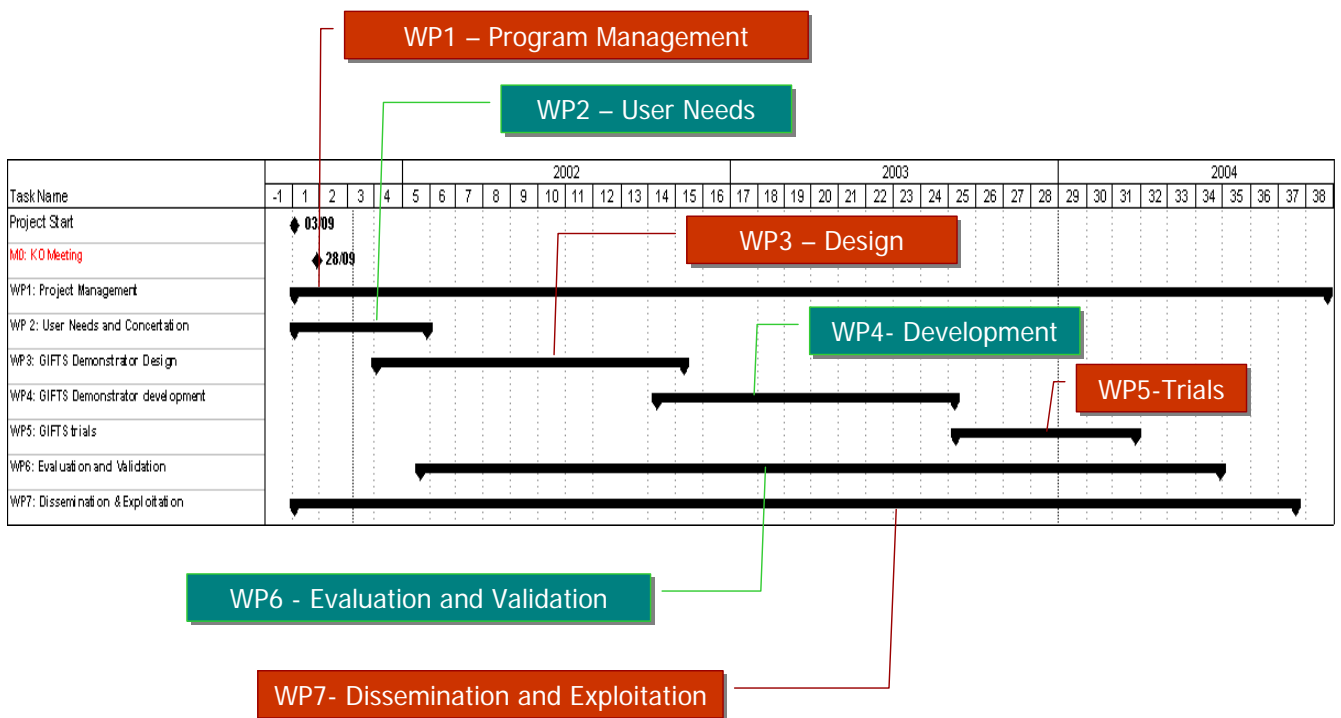 WP1 – Program Management
WP2 – User Needs
2002 2003 2004
Task Name -1 1 2 3 4 5 6 7 8 9 10 11 12 13 14 15 16 17 18 19 20 21 22 23 24 25 26 27 28 29 30 31 32 33 34 35 36 37 38
Project Start 03/09
WP3 – Design
M0: KO Meeting 28/09
WP1: Project Management
WP 2: User Needs and Concertation
WP4- Development
WP3: GIFTS Demonstrator Design
WP5-Trials
WP4: GIFTS Demonstrator development
WP5: GIFTS trials
WP6: Evaluation and Validation
WP7: Dissemination & Exploitation
WP6 - Evaluation and Validation
WP7- Dissemination and Exploitation